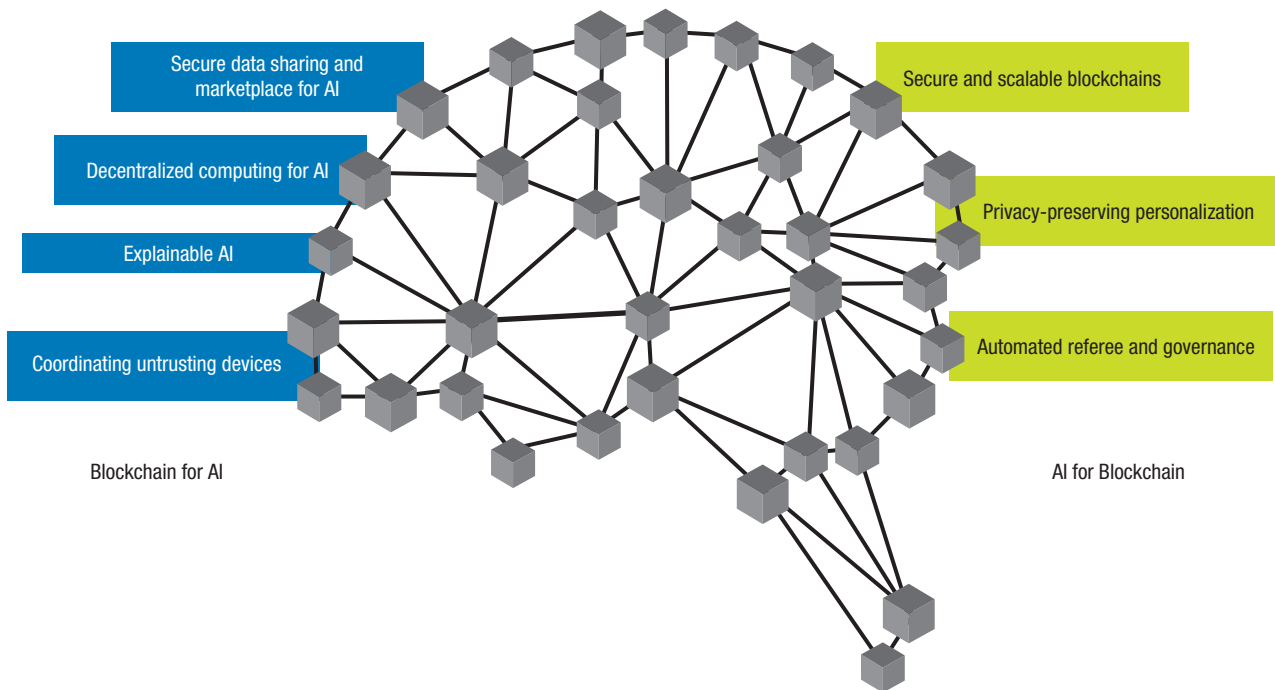 Secure data sharing and
marketplace for AI
Decentralized computing for AI
Explainable AI
Coordinating untrusting devices
Blockchain for AI
Secure and scalable blockchains
Privacy-preserving personalization
Automated referee and governance
AI for Blockchain